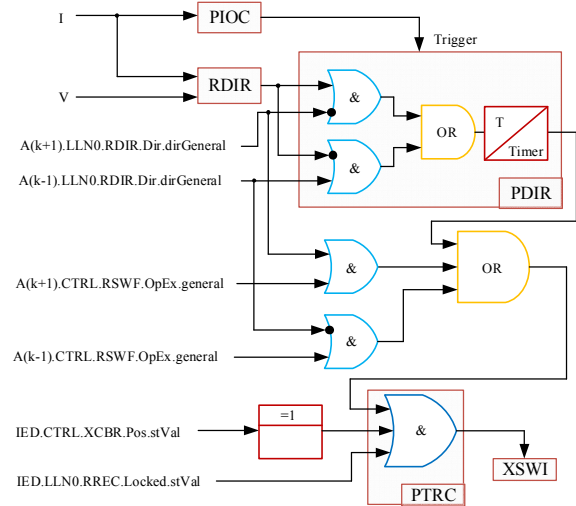 I
PIOC
Trigger
RDIR
V
&
OR
T
Timer
A(k+1).LLN0.RDIR.Dir.dirGeneral
&
A(k-1).LLN0.RDIR.Dir.dirGeneral
PDIR
&
OR
A(k+1).CTRL.RSWF.OpEx.general
&
A(k-1).CTRL.RSWF.OpEx.general
=1
IED.CTRL.XCBR.Pos.stVal
&
XSWI
IED.LLN0.RREC.Locked.stVal
PTRC